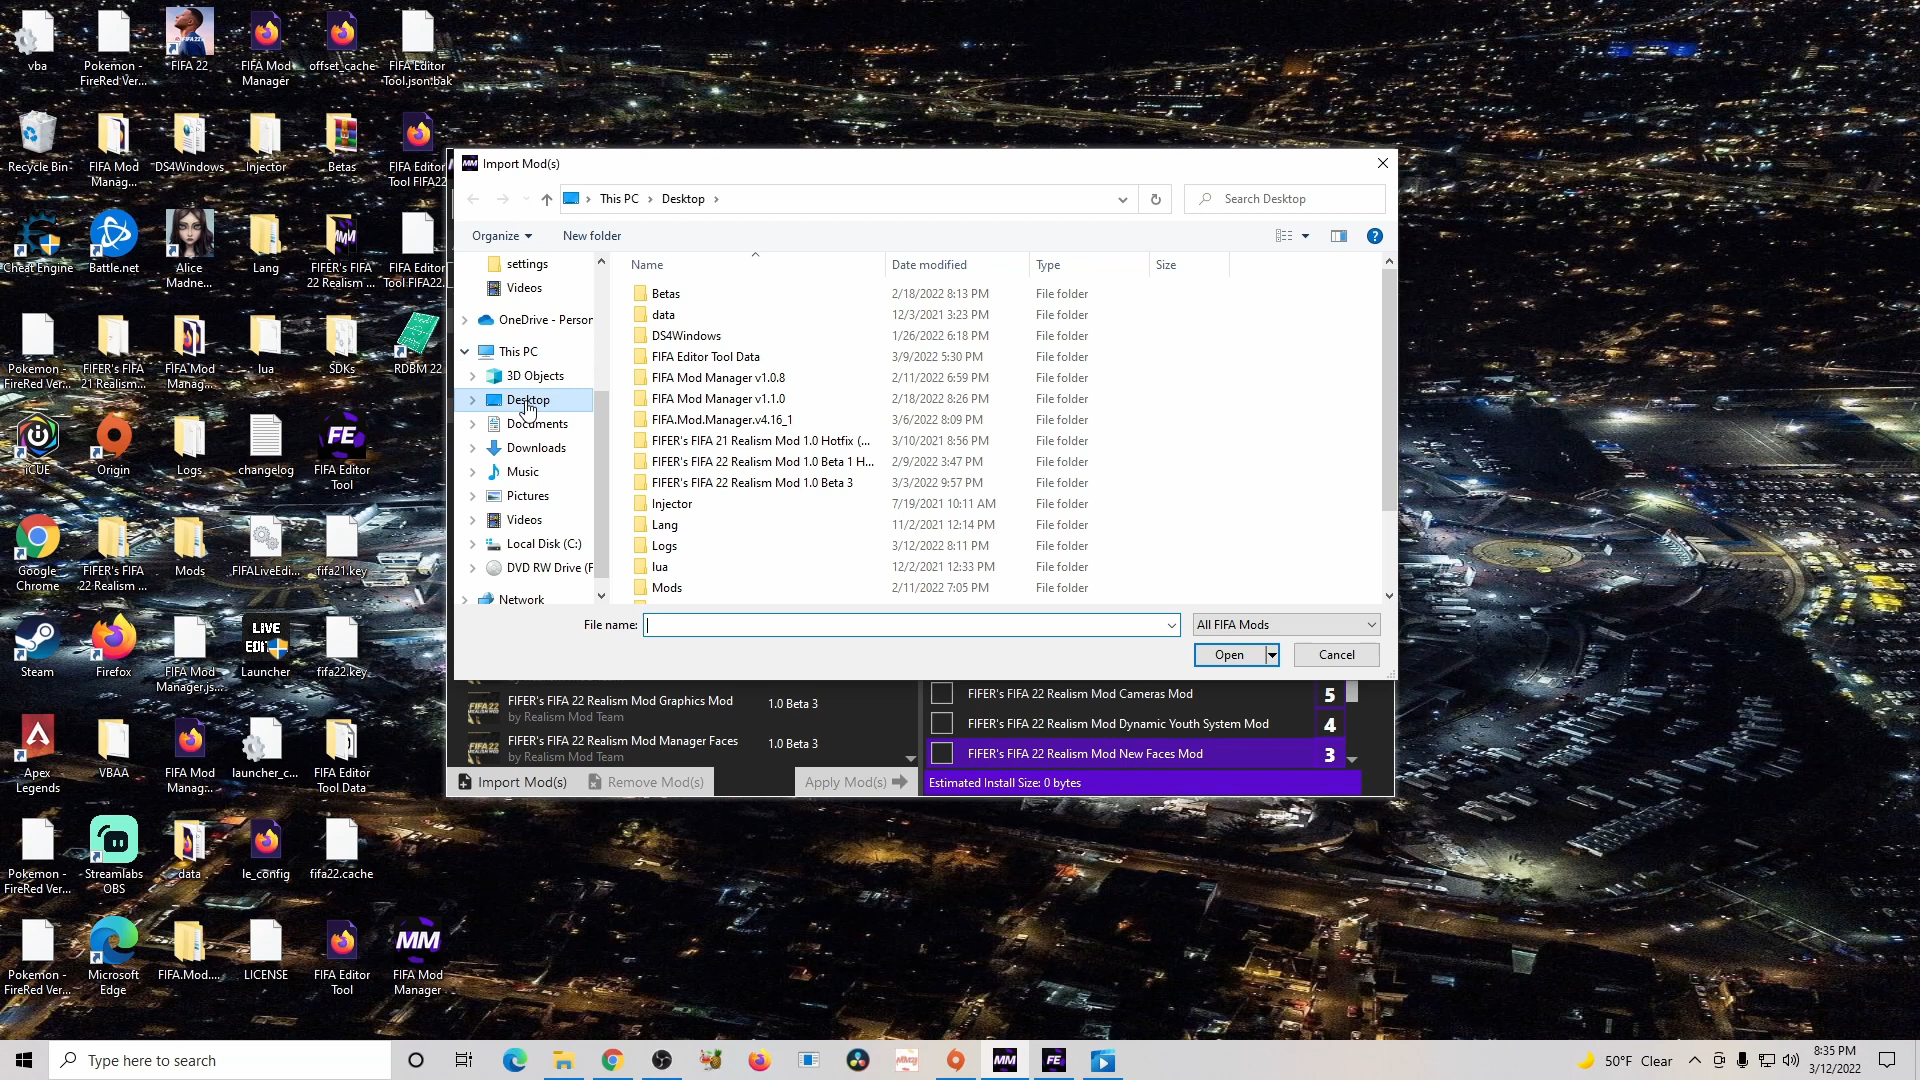 vba
Pokemon -
FireRed Ver...
FIFA 22
FIFA Mod
Manager
offset_cache
FIFA Editor
Tool.json.bak
Recycle Bin
FIFA Mod
Manag...
DS4Windows
Injector
Betas
FIFA Editor
Tool FIFA22
Cheat Engine
Battle.net
Alice
Madne...
Lang
FIFER's FIFA
22 Realism ...
FIFA Editor
Tool FIFA22.
Pokemon -
FireRed Ver...
FIFER's FIFA
21 Realism...
FIFA Mod
Manag...
lua
SDKs
RDBM 22
iCUE
Origin
Logs
changelog
FE
FIFA Editor
Tool
Google
Chrome
FIFER's FIFA
22 Realism ...
Mods
FIFALiveEdi...
fifa21.key
Steam
Firefox
FIFA Mod
Manager.js...
LIVE
EDIT
Launcher
fifa22.key
Apex
Legends
VBAA
FIFA Mod
Manag...
launcher_c...
FIFA Editor
Tool Data
Pokemon -
FireRed Ver...
Streamlabs
OBS
data
le_config
fifa22.cache
Pokemon -
FireRed Ver...
Microsoft
Edge
FIFA.Mod....
LICENSE
FIFA Editor
Tool
MM
FIFA Mod
Manager
MM Import Mod(s)
This PC > Desktop >
Search Desktop
Organize
New folder
settings
Videos
OneDrive - Person
This PC
3D Objects
Desktop
Documents
Downloads
Music
Pictures
Videos
Local Disk (C:)
DVD RW Drive (F
Network
Name Date modified Type Size
Betas 2/18/2022 8:13 PM File folder
data 12/3/2021 3:23 PM File folder
DS4Windows 1/26/2022 6:18 PM File folder
FIFA Editor Tool Data 3/9/2022 5:30 PM File folder
FIFA Mod Manager v1.0.8 2/11/2022 6:59 PM File folder
FIFA Mod Manager v1.1.0 2/18/2022 8:26 PM File folder
FIFA.Mod.Manager.v4.16_1 3/6/2022 8:09 PM File folder
FIFER's FIFA 21 Realism Mod 1.0 Hotfix (... 3/10/2021 8:56 PM File folder
FIFER's FIFA 22 Realism Mod 1.0 Beta 1 H... 2/9/2022 3:47 PM File folder
FIFER's FIFA 22 Realism Mod 1.0 Beta 3 3/3/2022 9:57 PM File folder
Injector 7/19/2021 10:11 AM File folder
Lang 11/2/2021 12:14 PM File folder
Logs 3/12/2022 8:11 PM File folder
lua 12/2/2021 12:33 PM File folder
Mods 2/11/2022 7:05 PM File folder
File name:
All FIFA Mods
Open
Cancel
FIFER's FIFA 22 Realism Mod Graphics Mod 1.0 Beta 3
by Realism Mod Team
FIFER's FIFA 22 Realism Mod Manager Faces 1.0 Beta 3
by Realism Mod Team
FIFER's FIFA 22 Realism Mod Cameras Mod 5
FIFER's FIFA 22 Realism Mod Dynamic Youth System Mod 4
FIFER's FIFA 22 Realism Mod New Faces Mod 3
Import Mod(s)
Remove Mod(s)
Apply Mod(s)
Estimated Install Size: 0 bytes
Type here to search
MM
FE
50°F Clear
8:35 PM
3/12/2022